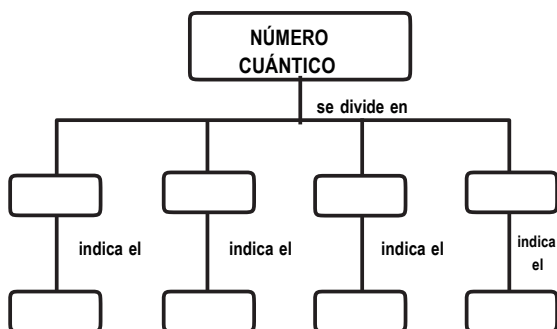 NÚMERO
CUÁNTICO
se divide en
indica el
indica el
indica el
indica
el